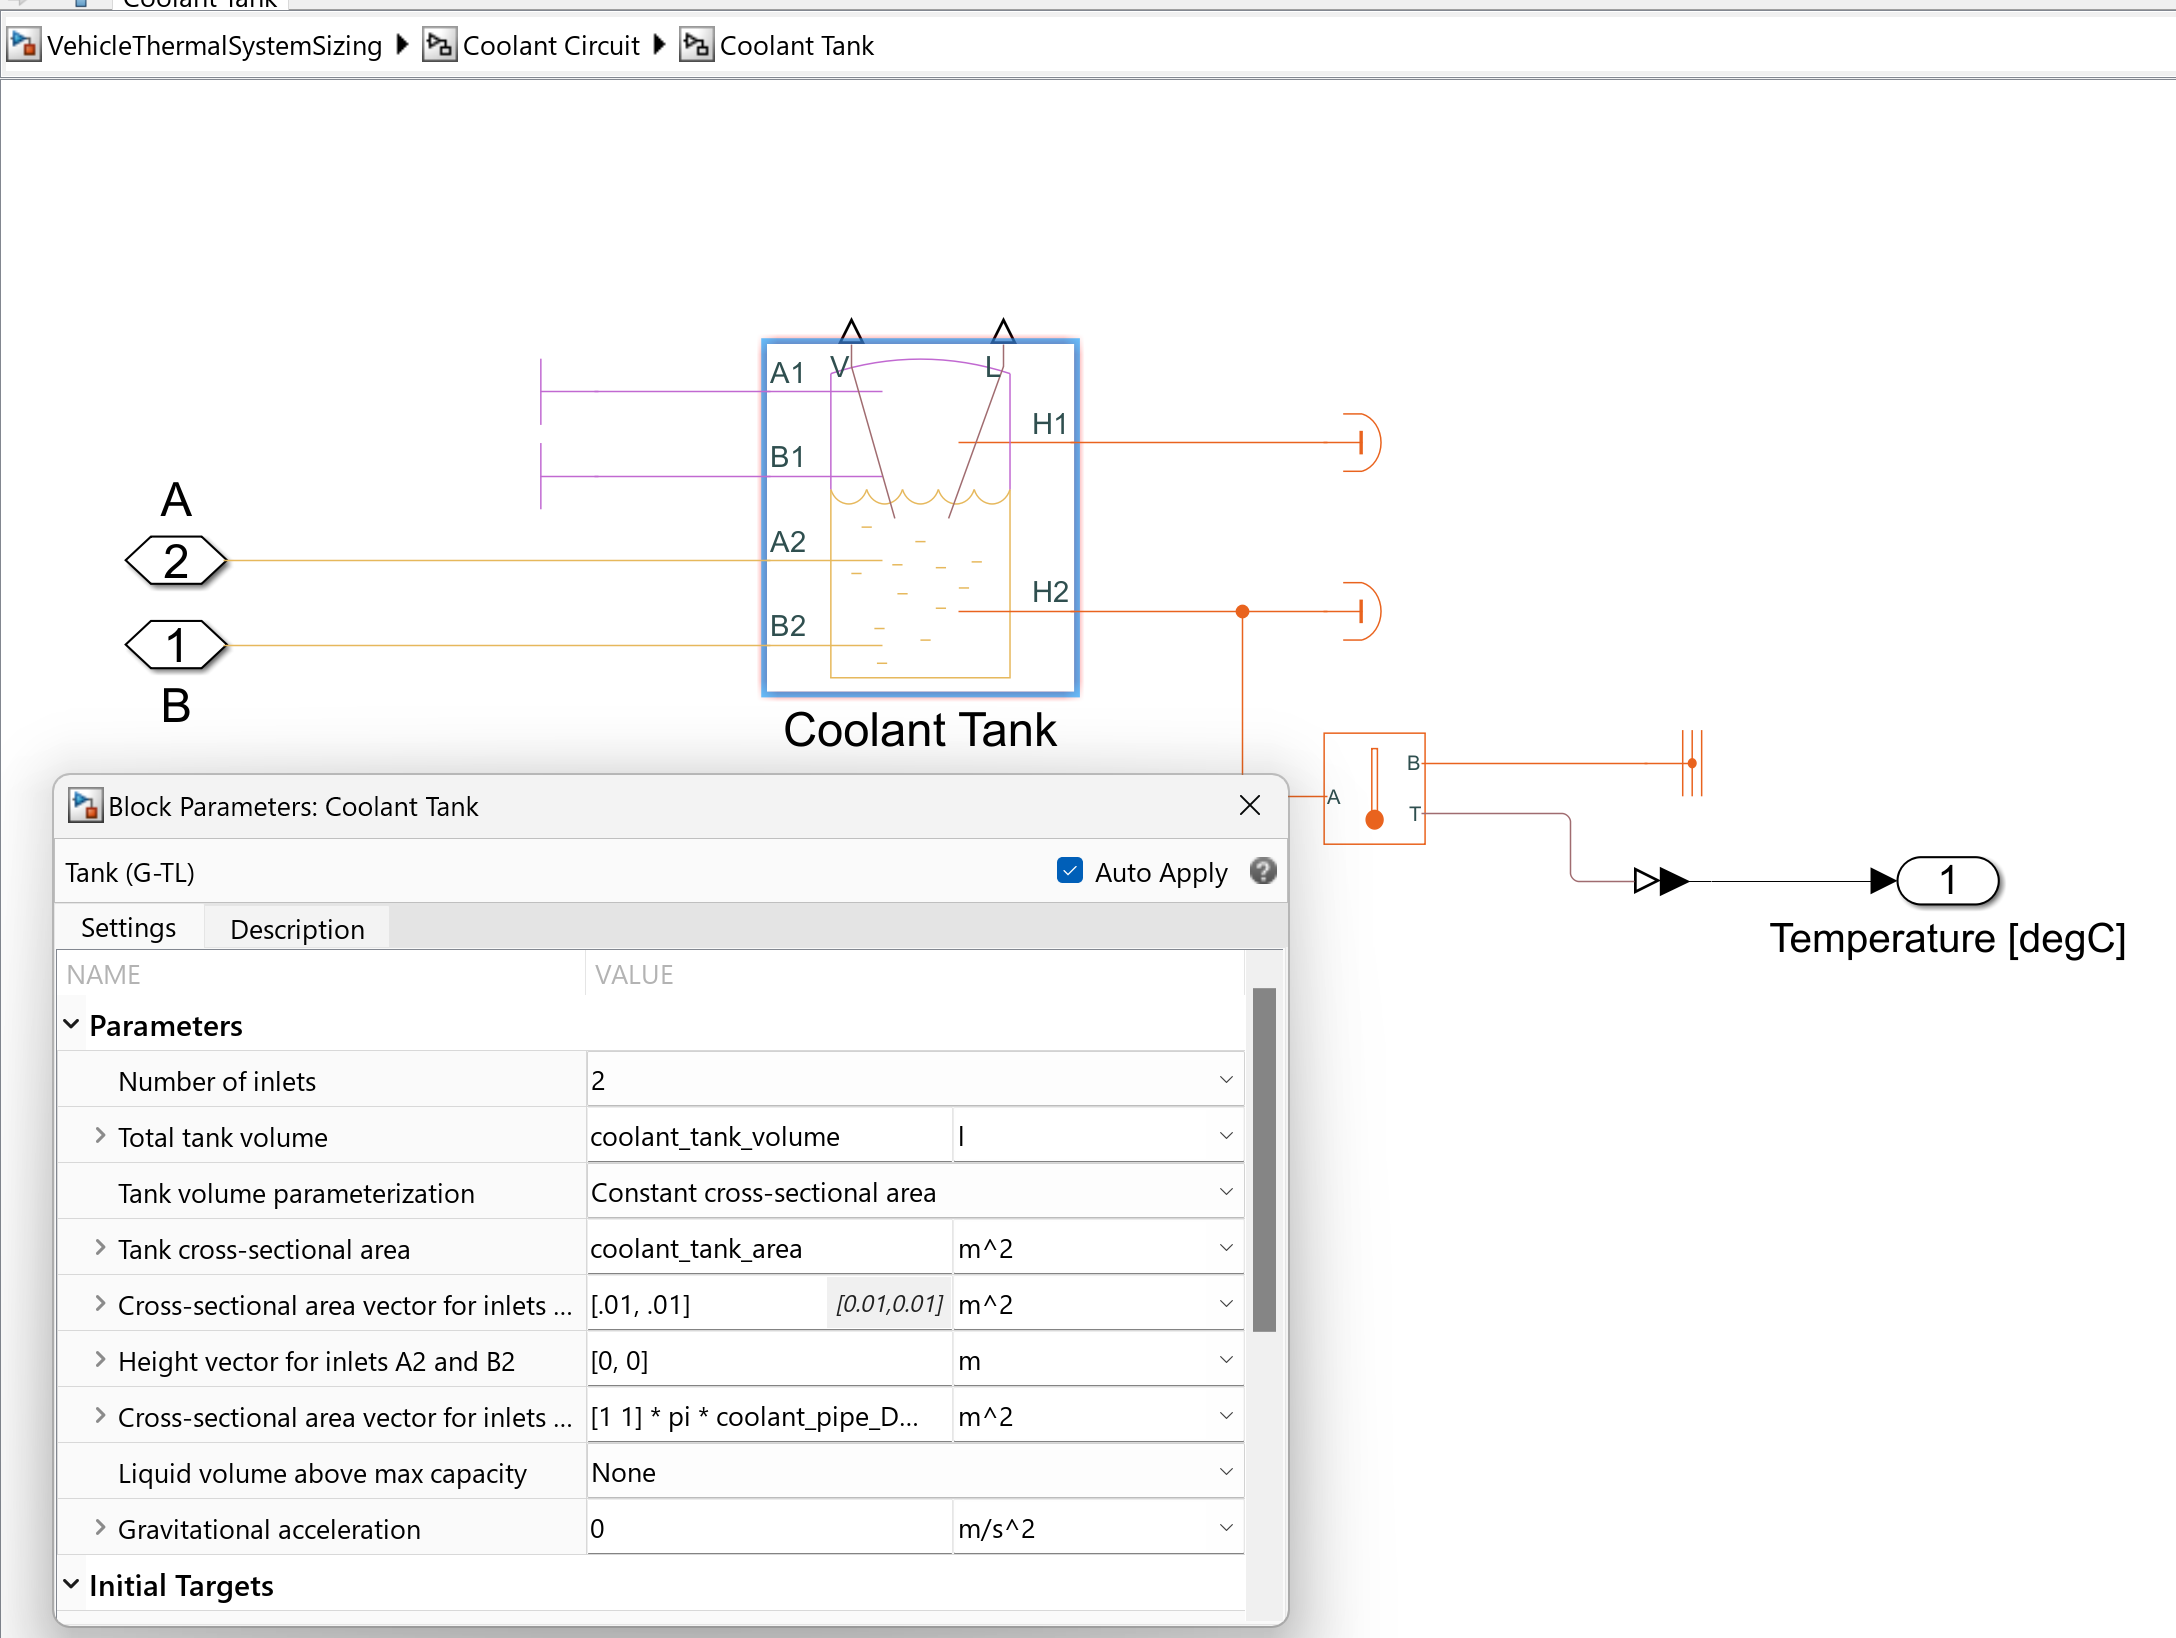 Coolant Tank
VehicleThermalSystemSizing Coolant Circuit Coolant Tank
A1 V L
H1
B1
A
2
A2
H2
1
B2
B
Coolant Tank
Block Parameters: Coolant Tank
B
A
T
Tank (G-TL) Auto Apply ?
1
Temperature [degC]
Settings Description
NAME VALUE
Parameters
Number of inlets 2
Total tank volume coolant_tank_volume l
Tank volume parameterization Constant cross-sectional area
Tank cross-sectional area coolant_tank_area m^2
Cross-sectional area vector for inlets ... [.01, .01] [0.01,0.01] m^2
Height vector for inlets A2 and B2 [0, 0] m
Cross-sectional area vector for inlets ... [1 1] * pi * coolant_pipe_D... m^2
Liquid volume above max capacity None
Gravitational acceleration 0 m/s^2
Initial Targets